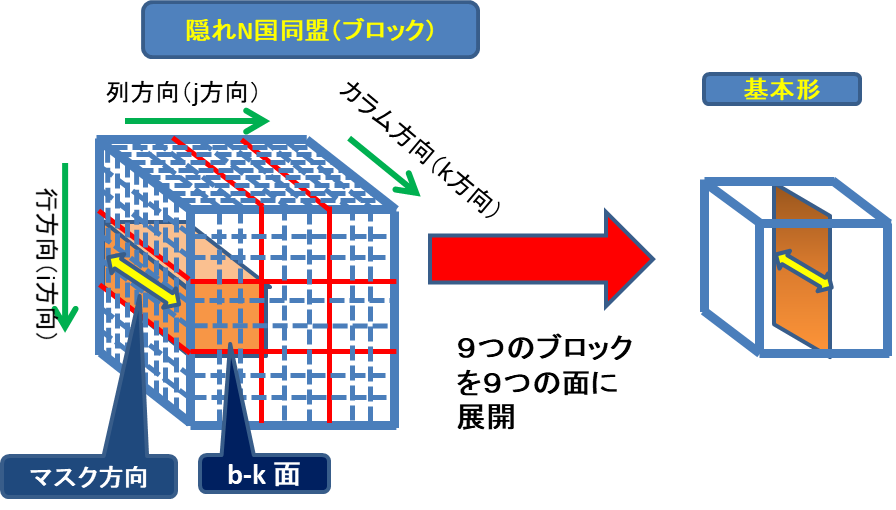 隠れN国同盟（ブロック）
基本形
列方向（j方向）
カラム方向（k方向）
行方向（i方向）
９つのブロック
を９つの面に
展開
マスク方向
b-k 面